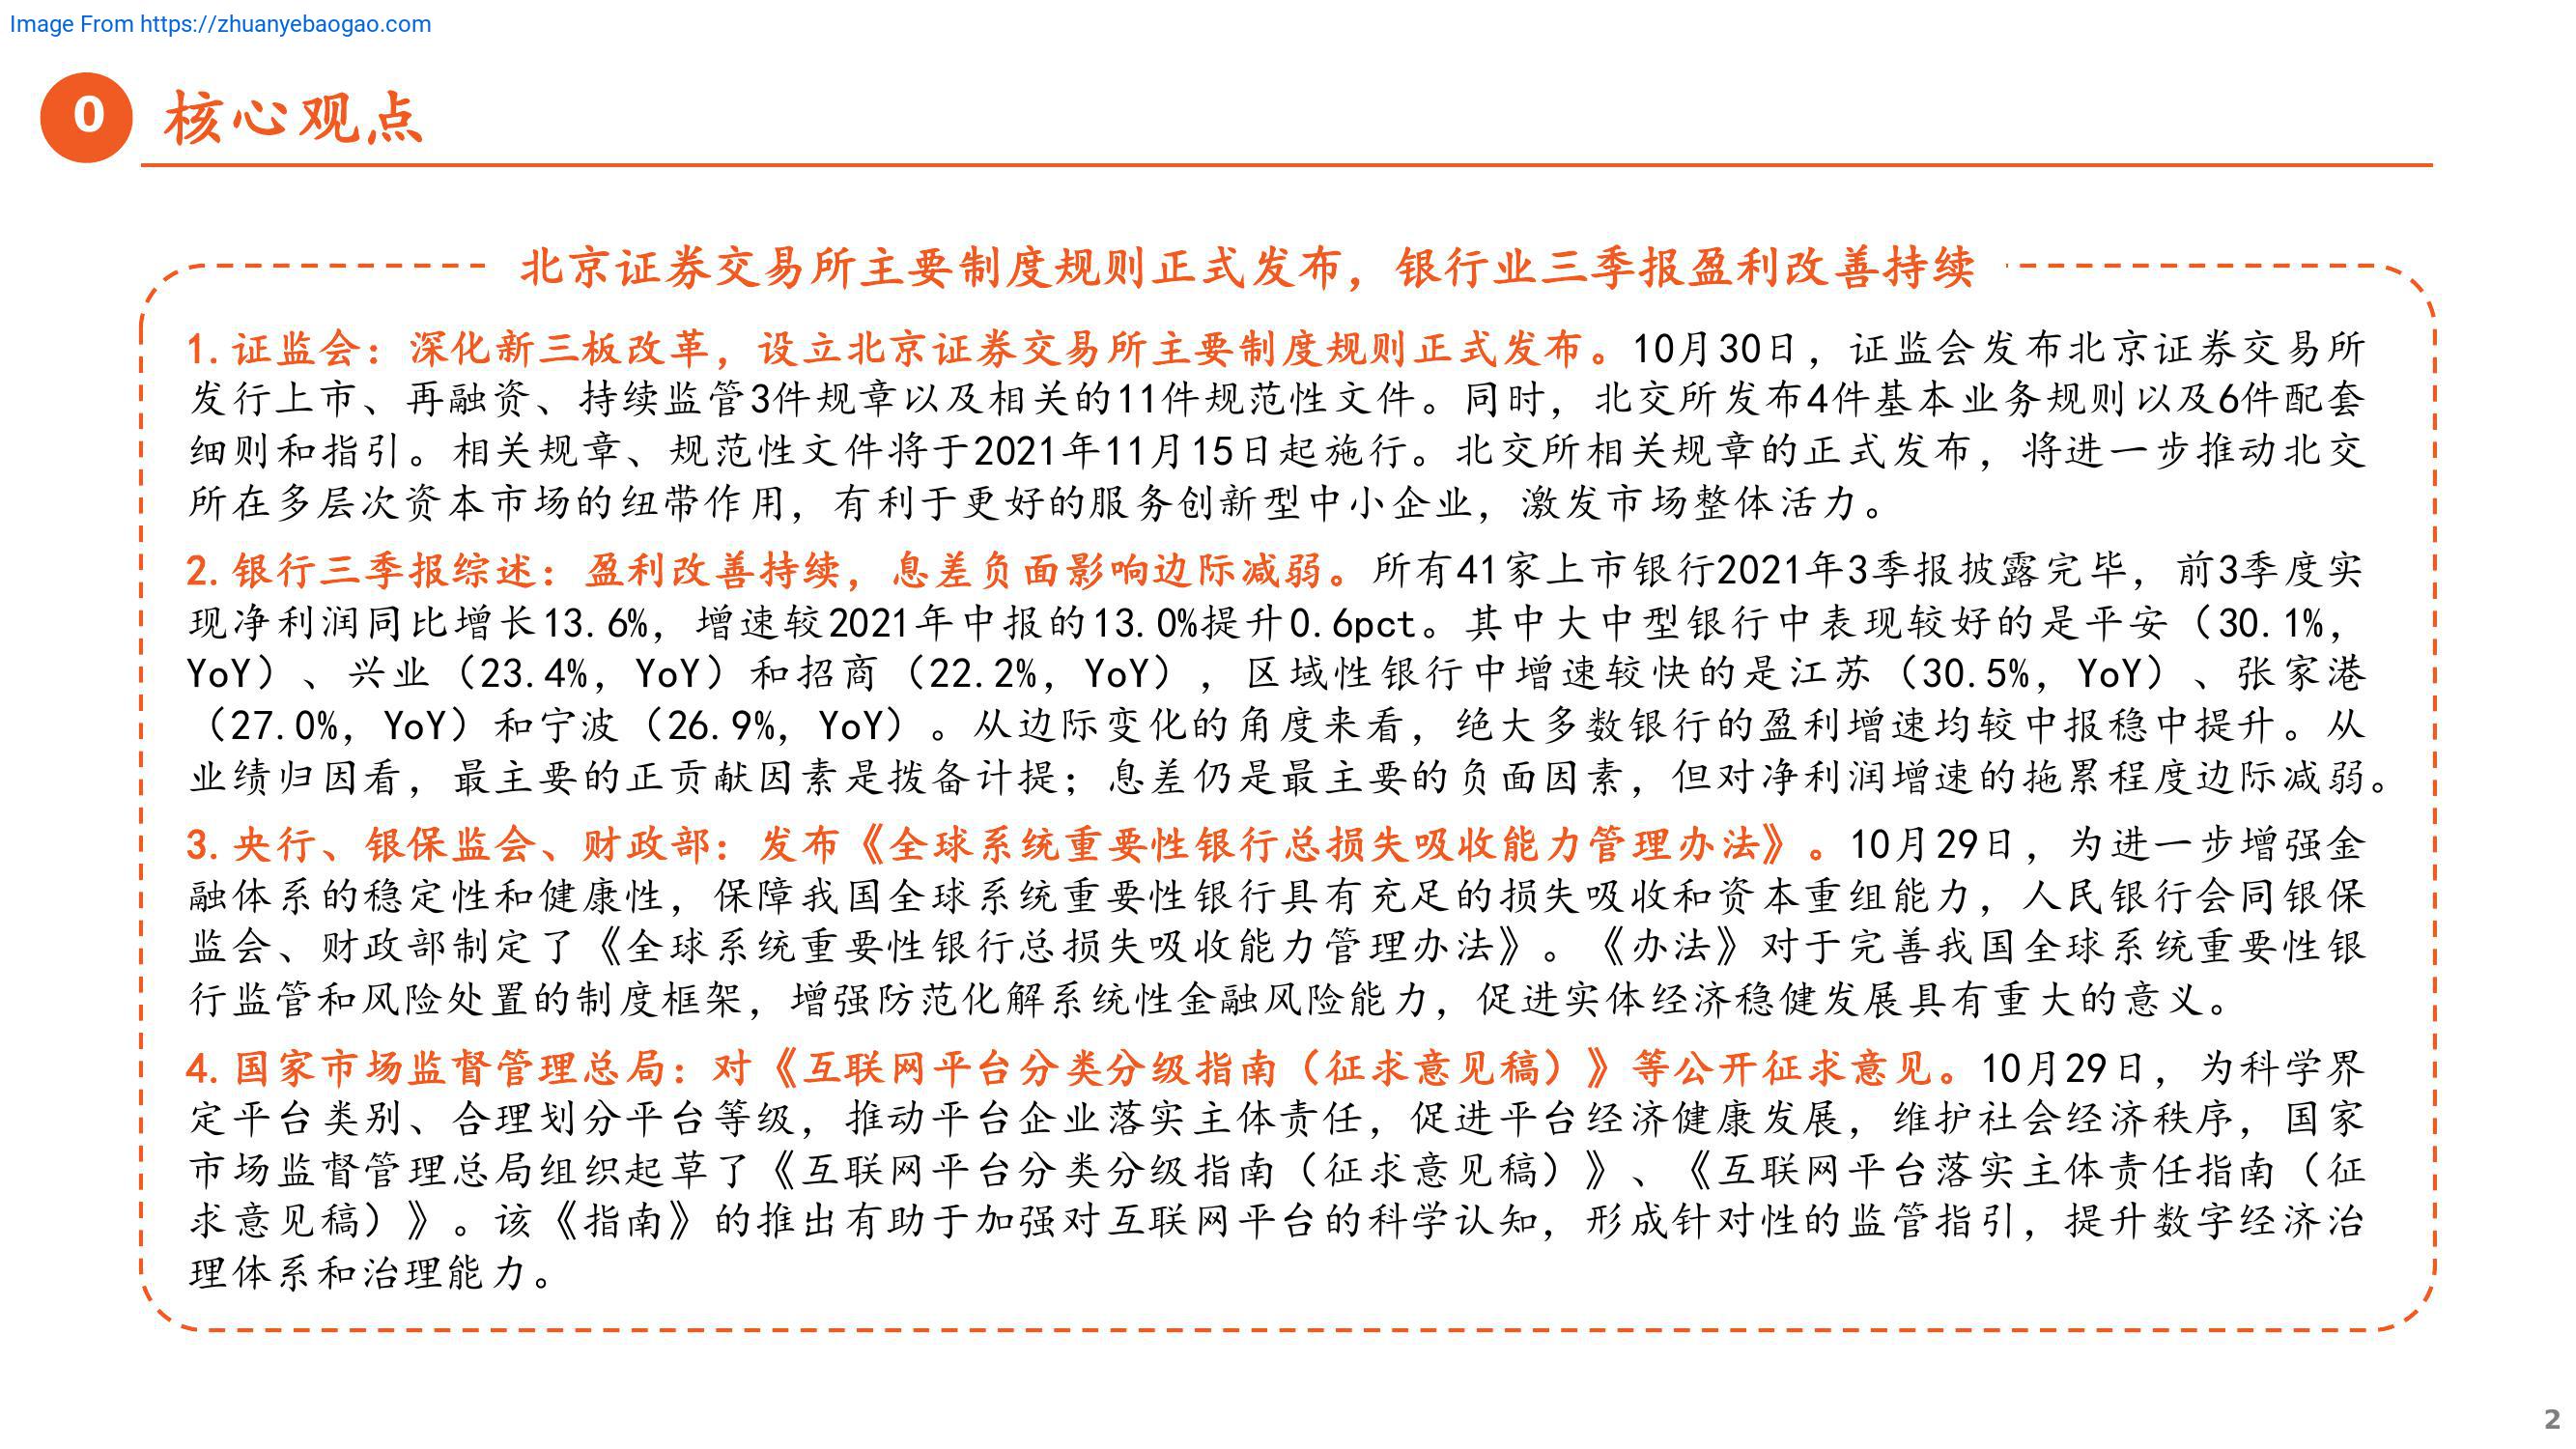 Image From https://zhuanyebaogao.com
0 核心观点
北京证券交易所主要制度规则正式发布，银行业三季报盈利改善持续
1.证监会：深化新三板改革，设立北京证券交易所主要制度规则正式发布。10月30日，证监会发布北京证券交易所
发行上市、再融资、持续监管3件规章以及相关的11件规范性文件。同时，北交所发布4件基本业务规则以及6件配套
细则和指引。相关规章、规范性文件将于2021年11月15日起施行。北交所相关规章的正式发布，将进一步推动北交
所在多层次资本市场的纽带作用，有利于更好的服务创新型中小企业，激发市场整体活力。
2.银行三季报综述：盈利改善持续，息差负面影响边际减弱。所有41家上市银行2021年3季报披露完毕，前3季度实
现净利润同比增长13.6%，增速较2021年中报的13.0%提升0.6pct。其中大中型银行中表现较好的是平安（30.1%，
YoY）、兴业（23.4%，YoY）和招商（22.2%，YoY），区域性银行中增速较快的是江苏（30.5%，YoY）、张家港
（27.0%，YoY）和宁波（26.9%，YoY）。从边际变化的角度来看，绝大多数银行的盈利增速均较中报稳中提升。从
业绩归因看，最主要的正贡献因素是拨备计提；息差仍是最主要的负面因素，但对净利润增速的拖累程度边际减弱。
3.央行、银保监会、财政部：发布《全球系统重要性银行总损失吸收能力管理办法》。10月29日，为进一步增强金
融体系的稳定性和健康性，保障我国全球系统重要性银行具有充足的损失吸收和资本重组能力，人民银行会同银保
监会、财政部制定了《全球系统重要性银行总损失吸收能力管理办法》。《办法》对于完善我国全球系统重要性银
行监管和风险处置的制度框架，增强防范化解系统性金融风险能力，促进实体经济稳健发展具有重大的意义。
4.国家市场监督管理总局：对《互联网平台分类分级指南（征求意见稿）》等公开征求意见。10月29日，为科学界
定平台类别、合理划分平台等级，推动平台企业落实主体责任，促进平台经济健康发展，维护社会经济秩序，国家
市场监督管理总局组织起草了《互联网平台分类分级指南（征求意见稿）》、《互联网平台落实主体责任指南（征
求意见稿）》。该《指南》的推出有助于加强对互联网平台的科学认知，形成针对性的监管指引，提升数字经济治
理体系和治理能力。
2